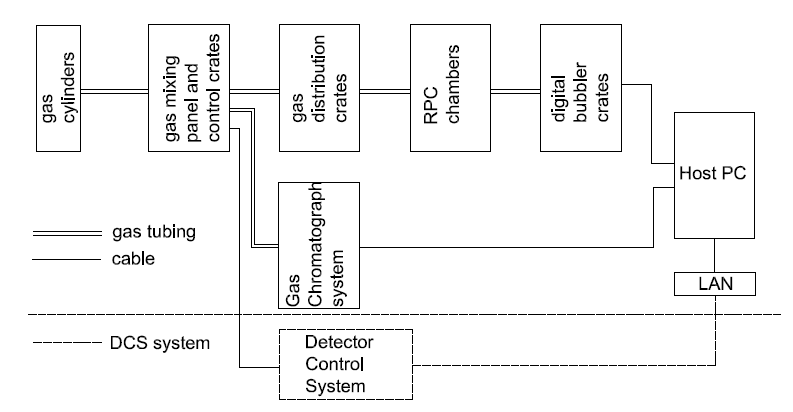 gas
cylinders
gas mixing
panel and
control crates
gas
distribution
crates
RPC
chambers
digital
bubbler
crates
Host PC
Gas
Chromatograph
system
gas tubing
cable
LAN
DCS system
Detector
Control
System